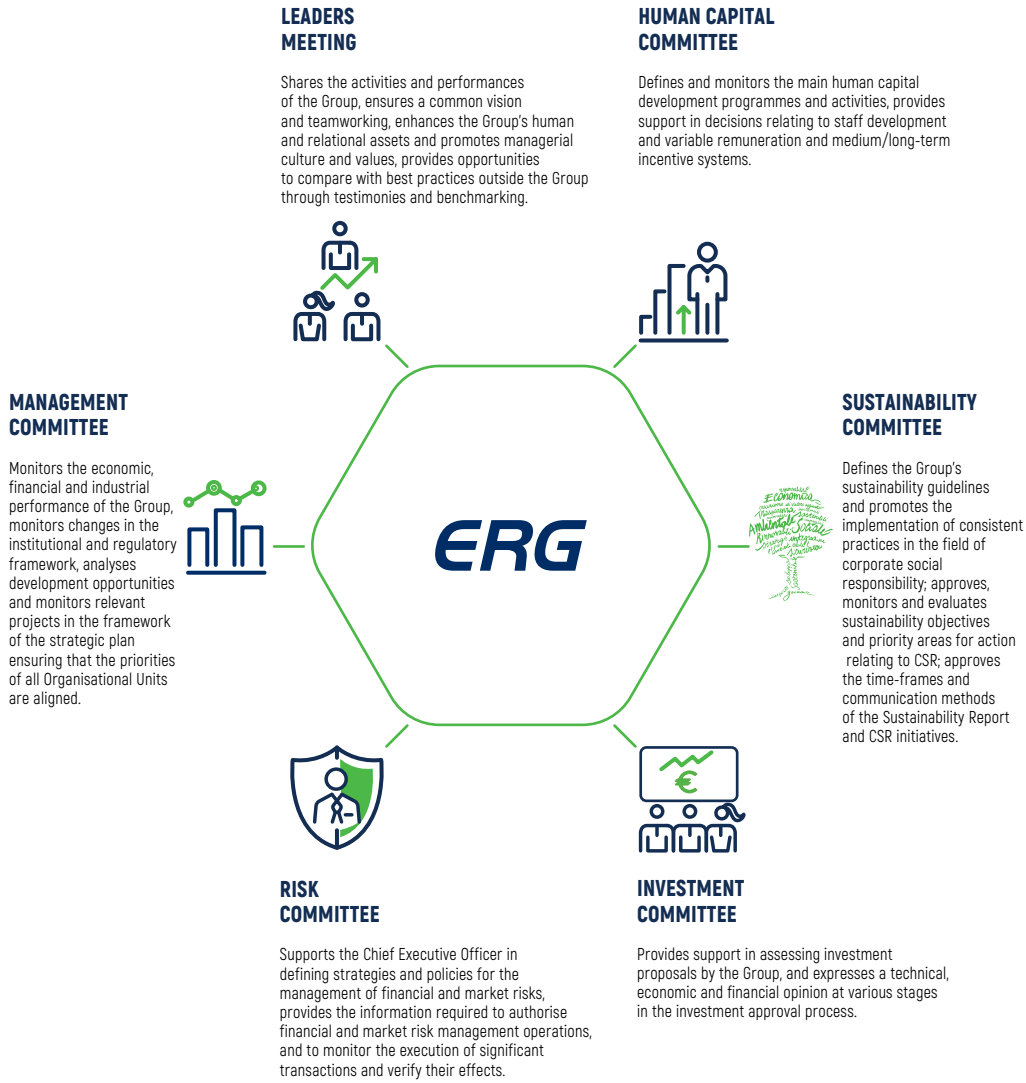 LEADERS
MEETING
Shares the activities and performances
of the Group, ensures a common vision
and teamworking, enhances the Group's human
and relational assets and promotes managerial
culture and values, provides opportunities
to compare with best practices outside the Group
through testimonies and benchmarking.
HUMAN CAPITAL
COMMITTEE
Defines and monitors the main human capital
development programmes and activities, provides
support in decisions relating to staff development
and variable remuneration and medium/long-term
incentive systems.
MANAGEMENT
COMMITTEE
Monitors the economic,
financial and industrial
performance of the Group,
monitors changes in the
institutional and regulatory
framework, analyses
development opportunities
and monitors relevant
projects in the framework
of the strategic plan
ensuring that the priorities
of all Organisational Units
are aligned.
ERG
Economica
Trasparenza
Ambientale
Sociale
SUSTAINABILITY
COMMITTEE
Defines the Group's
sustainability guidelines
and promotes the
implementation of consistent
practices in the field of
corporate social
responsibility; approves,
monitors and evaluates
sustainability objectives
and priority areas for action
relating to CSR; approves
the time-frames and
communication methods
of the Sustainability Report
and CSR initiatives.
RISK
COMMITTEE
Supports the Chief Executive Officer in
defining strategies and policies for the
management of financial and market risks,
provides the information required to authorise
financial and market risk management operations,
and to monitor the execution of significant
transactions and verify their effects.
€
INVESTMENT
COMMITTEE
Provides support in assessing investment
proposals by the Group, and expresses a technical,
economic and financial opinion at various stages
in the investment approval process.